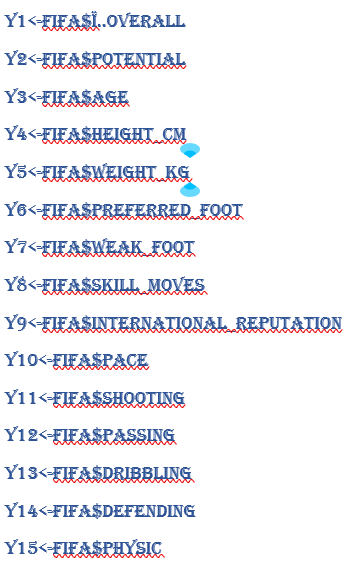 Y1<-FIFA$Ï..OVERALL
Y2<-FIFA$POTENTIAL
Y3<-FIFA$AGE
Y4<-FIFA$HEIGHT_CM
Y5<-FIFA$WEIGHT_KG
Y6<-FIFA$PREFERRED_FOOT
Y7<-FIFA$WEAK_FOOT
Y8<-FIFA$SKILL_MOVES
Y9<-FIFA$INTERNATIONAL_REPUTATION
Y10<-FIFA$PACE
Y11<-FIFA$SHOOTING
Y12<-FIFA$PASSING
Y13<-FIFA$DRIBBLING
Y14<-FIFA$DEFENDING
Y15<-FIFA$PHYSIC